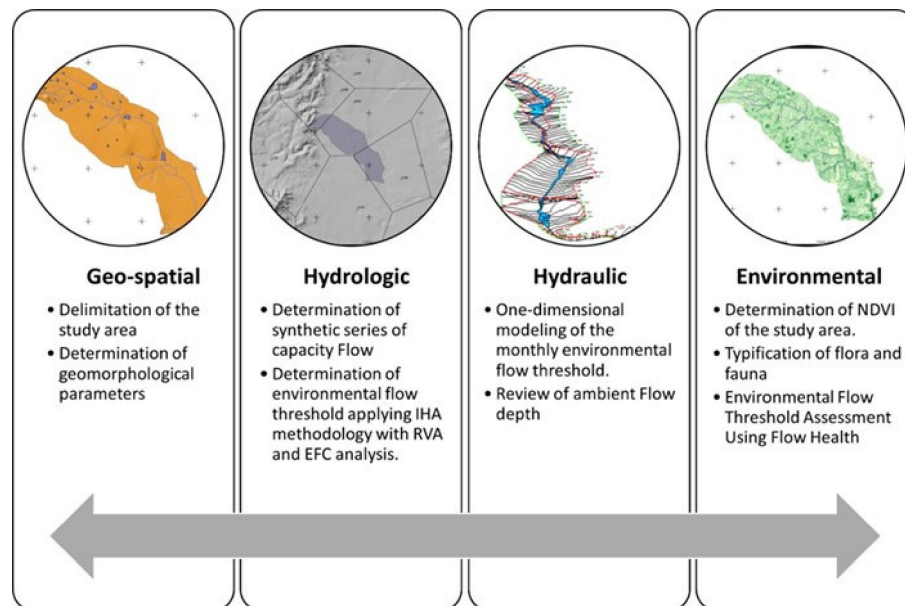 Geo-spatial
• Delimitation of the
study area
• Determination of
geomorphological
parameters
Hydrologic
• Determination of
synthetic series of
capacity Flow
• Determination of
environmental flow
threshold applying IHA
methodology with RVA
and EFC analysis.
Hydraulic
• One-dimensional
modeling of the
monthly environmental
flow threshold.
• Review of ambient Flow
depth
Environmental
• Determination of NDVI
of the study area.
• Typification of flora and
fauna
• Environmental Flow
Threshold Assessment
Using Flow Health